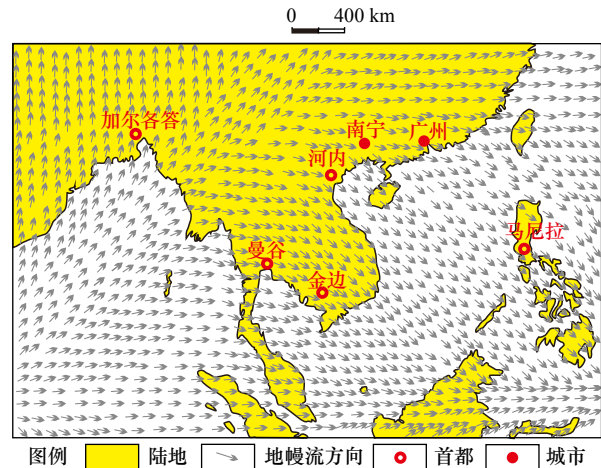 0 400 km
加尔各答
南宁
广州
河内
马尼拉
曼谷
金边
图例 陆地 地幔流方向 首都 城市